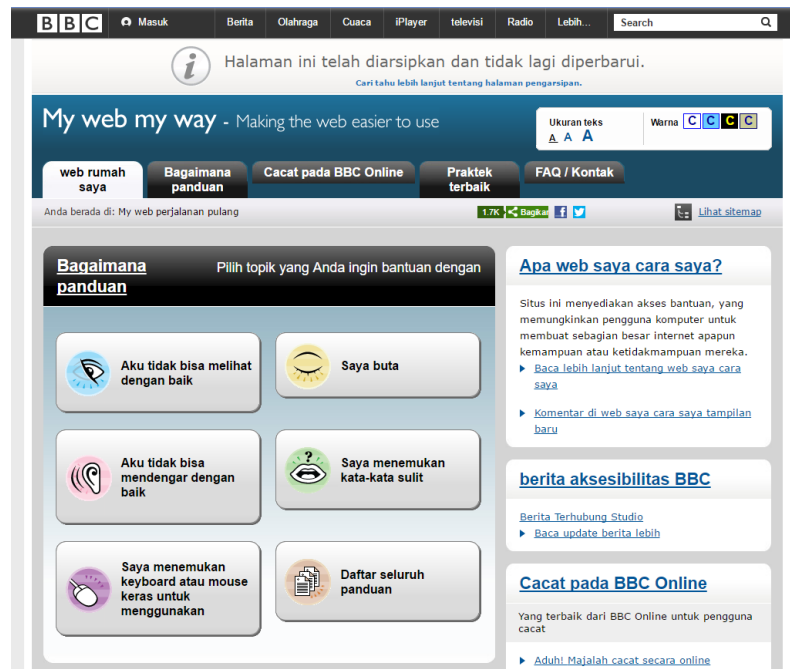 BBC Masuk Berita Olahraga Cuaca iPlayer televisi Radio Lebih... Search
Halaman ini telah diarsipkan dan tidak lagi diperbarui.
Cari tahu lebih lanjut tentang halaman pengarsipan.
My web my way - Making the web easier to use
Ukuran teks
A A A
Warna C C C C
web rumah
saya
Bagaimana
panduan
Cacat pada BBC Online
Praktek
terbaik
FAQ / Kontak
Anda berada di: My web perjalanan pulang
1.7K Bagikan
Lihat sitemap
Bagaimana
panduan
Pilih topik yang Anda ingin bantuan dengan
Aku tidak bisa melihat
dengan baik
Saya buta
Aku tidak bisa
mendengar dengan
baik
Saya menemukan
kata-kata sulit
Saya menemukan
keyboard atau mouse
keras untuk
menggunakan
Daftar seluruh
panduan
Apa web saya cara saya?
Situs ini menyediakan akses bantuan, yang
memungkinkan pengguna komputer untuk
membuat sebagian besar internet apapun
kemampuan atau ketidakmampuan mereka.
Baca lebih lanjut tentang web saya cara
saya
Komentar di web saya cara saya tampilan
baru
berita aksesibilitas BBC
Berita Terhubung Studio
Baca update berita lebih
Cacat pada BBC Online
Yang terbaik dari BBC Online untuk pengguna
cacat
Aduh! Majalah cacat secara online